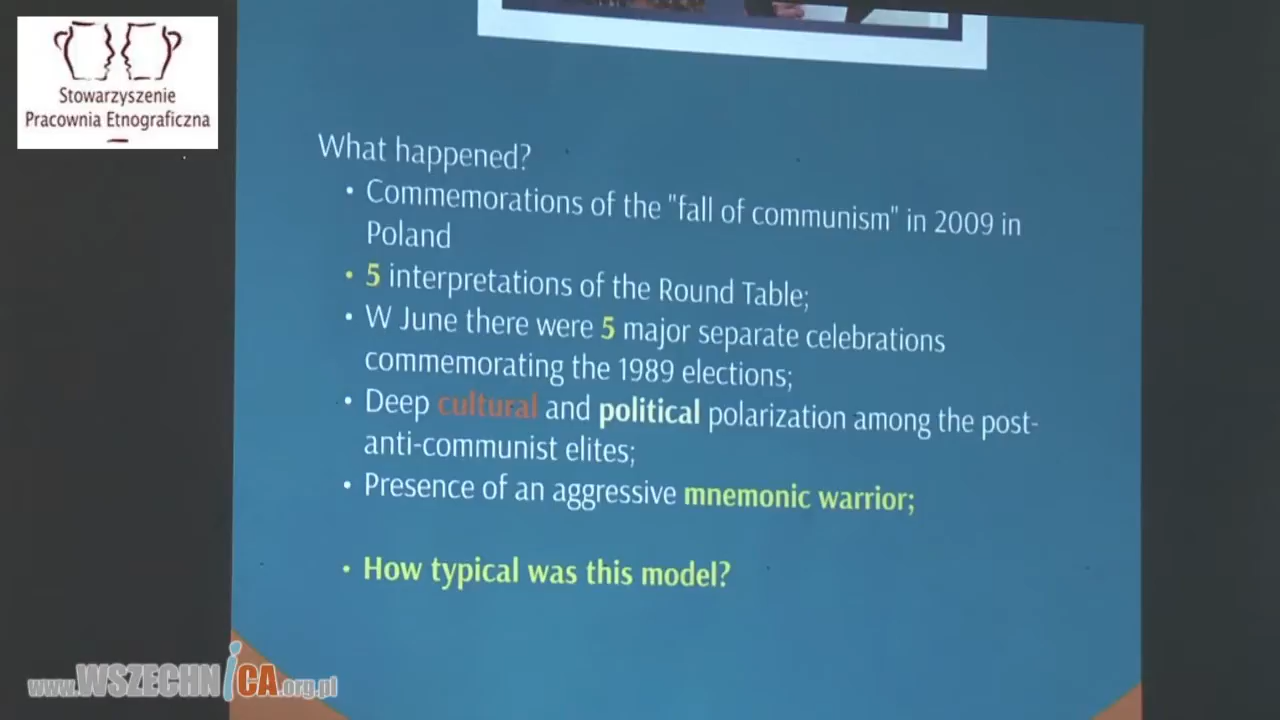 Stowarzyszenie
Pracownia Etnograficzna
What happened?
• Commemorations of the "fall of communism" in 2009 in
Poland
• 5 interpretations of the Round Table;
• W June there were 5 major separate celebrations
commemorating the 1989 elections;
• Deep cultural and political polarization among the post-
anti-communist elites;
• Presence of an aggressive mnemonic warrior;
• How typical was this model?
www.WSZECHNiCA.org.pl